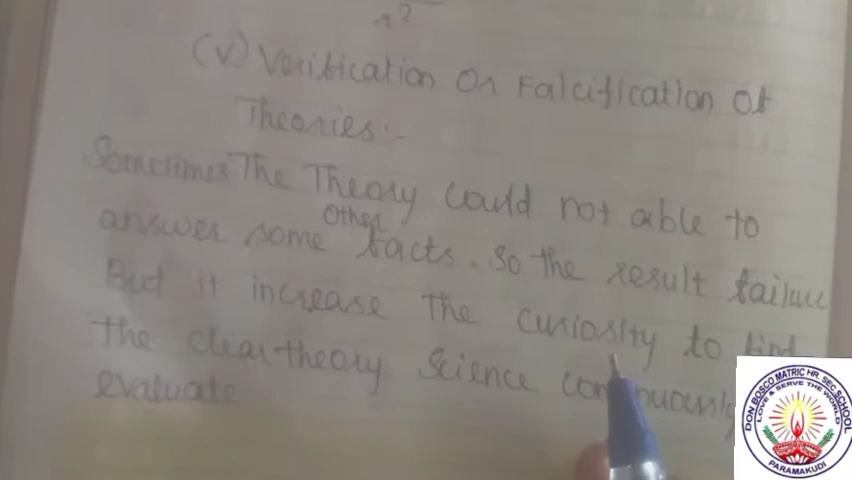 r²
(v) Verification Or Falcification of
Theories:-
Sometimes The Theory could not able to
answer some other facts. So the result failure
But it increase the curiosity to find
the clear theory Science continuously
evaluate
DON BOSCO MATRIC HR. SEC. SCHOOL
LOVE & SERVE THE WORLD
PARAMAKUDI